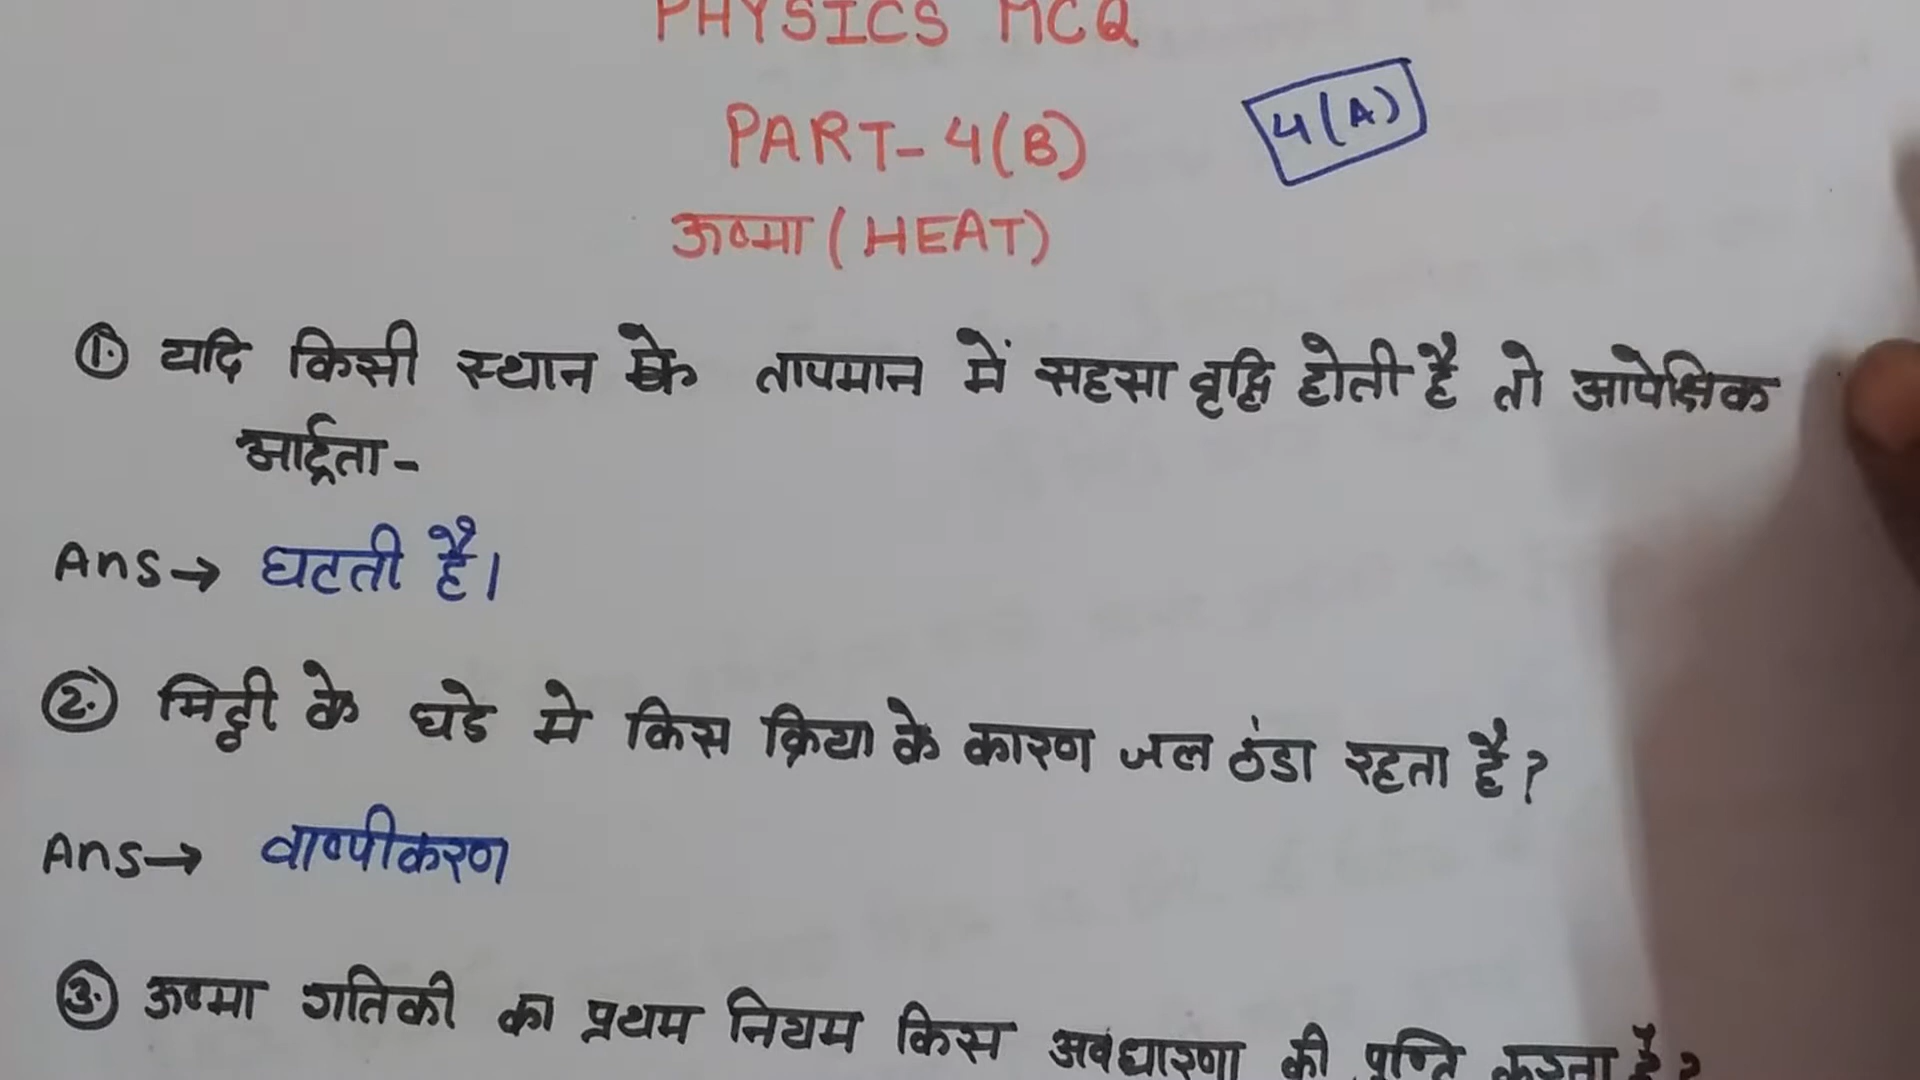 PHYSICS MCQ
PART-4(B)
4(A)
ऊष्मा (HEAT)
① यदि किसी स्थान के तापमान में सहसा वृद्धि होती है तो आपेक्षिक
आर्द्रता-
Ans→ घटती है।
② मिट्टी के घडे मे किस क्रिया के कारण जल ठंडा रहता है?
Ans→ वाष्पीकरण
③ ऊष्मा गतिकी का प्रथम नियम किस अवधारणा की पुष्टि करता है?